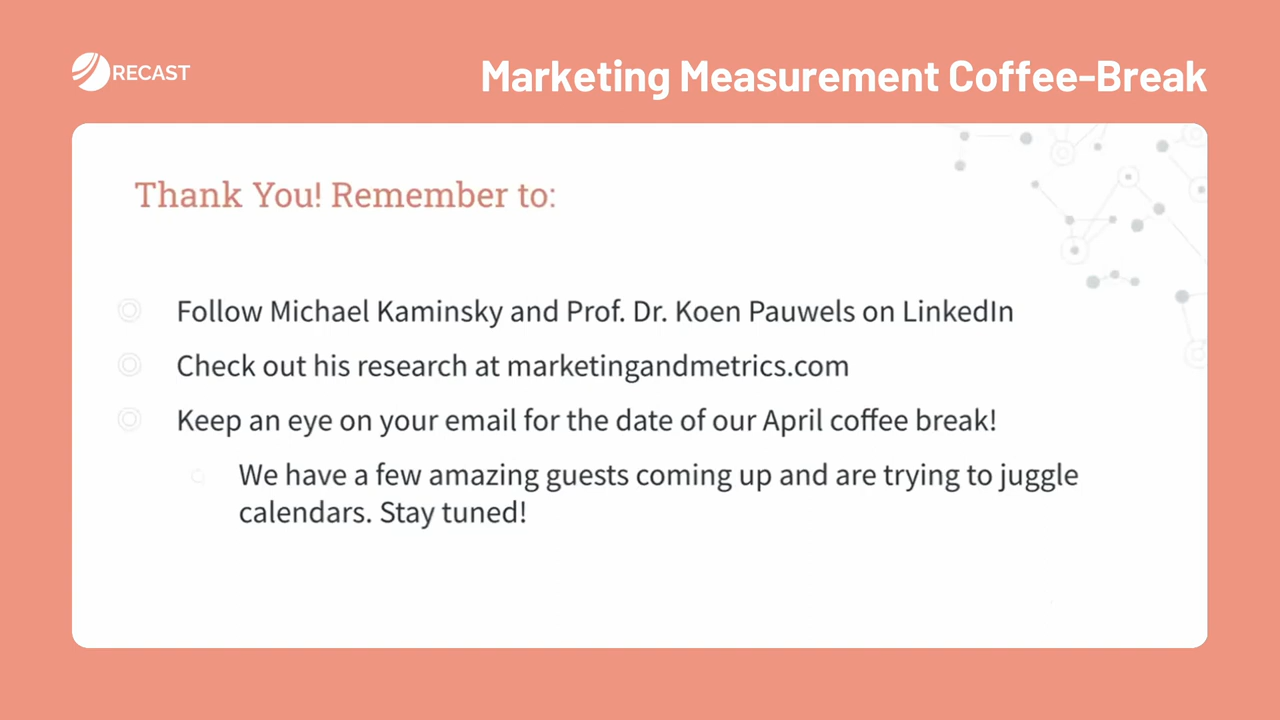 RECAST
Marketing Measurement Coffee-Break
Thank You! Remember to:
Follow Michael Kaminsky and Prof. Dr. Koen Pauwels on LinkedIn
Check out his research at marketingandmetrics.com
Keep an eye on your email for the date of our April coffee break!
We have a few amazing guests coming up and are trying to juggle
calendars. Stay tuned!